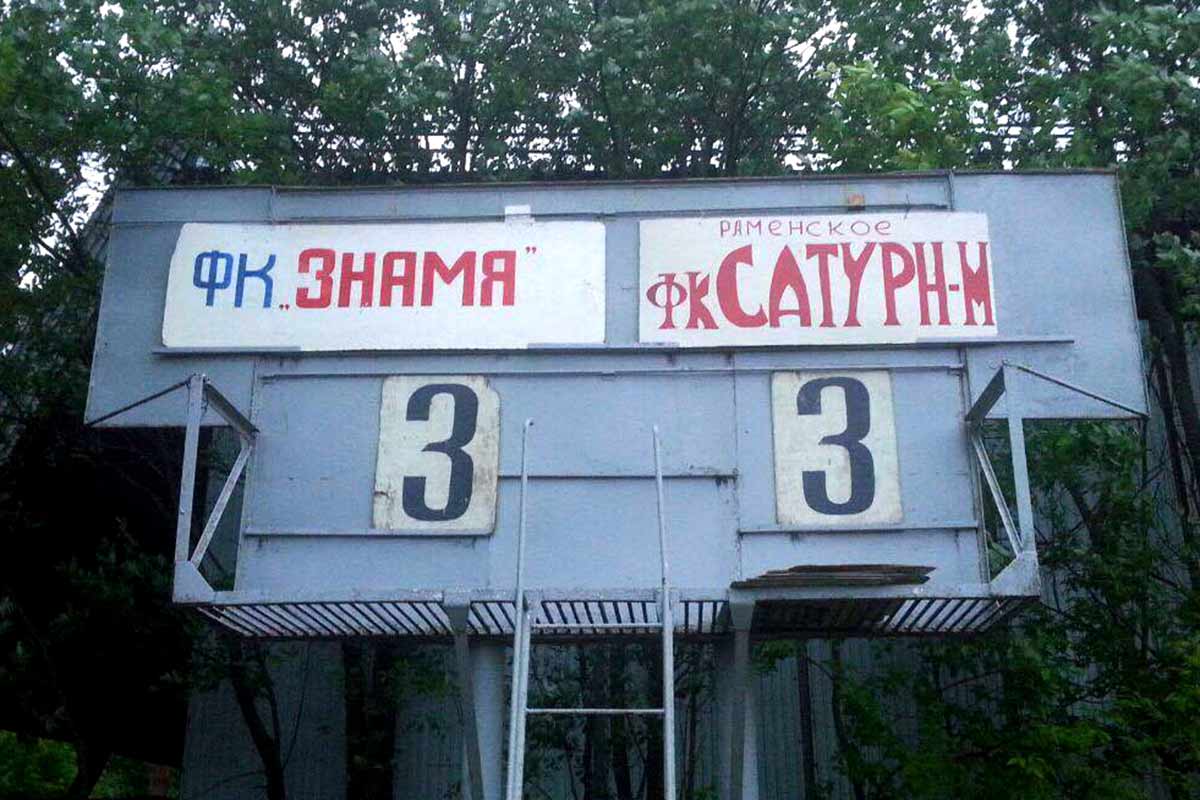 ФК „ЗНАМЯ”
РАМЕНСКОЕ
ФК САТУРН-М
3
3